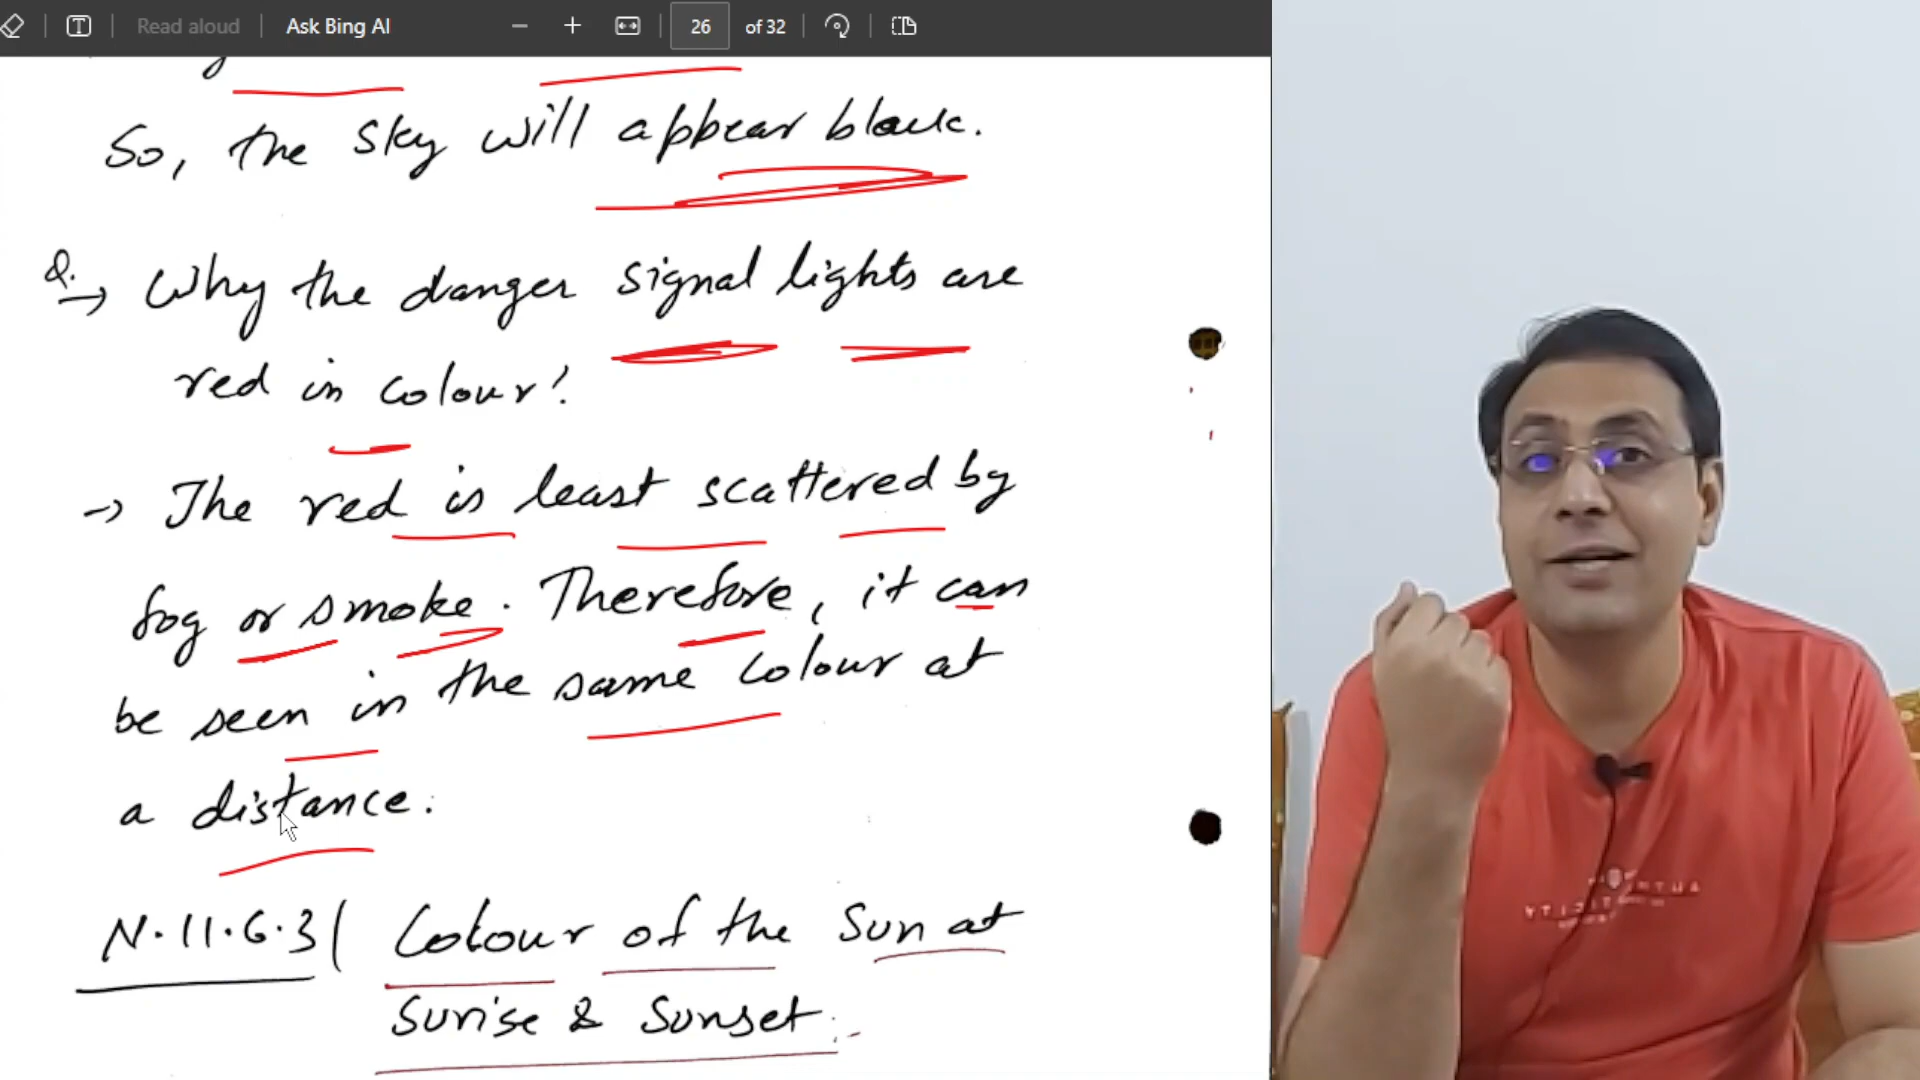 Read aloud
Ask Bing AI
26 of 32
So, the sky will appear black.
Q. → Why the danger signal lights are
red in colour?
→ The red is least scattered by
fog or smoke. Therefore, it can
be seen in the same colour at
a distance.
N.11.6.3( Colour of the Sun at
Sunrise & Sunset:-